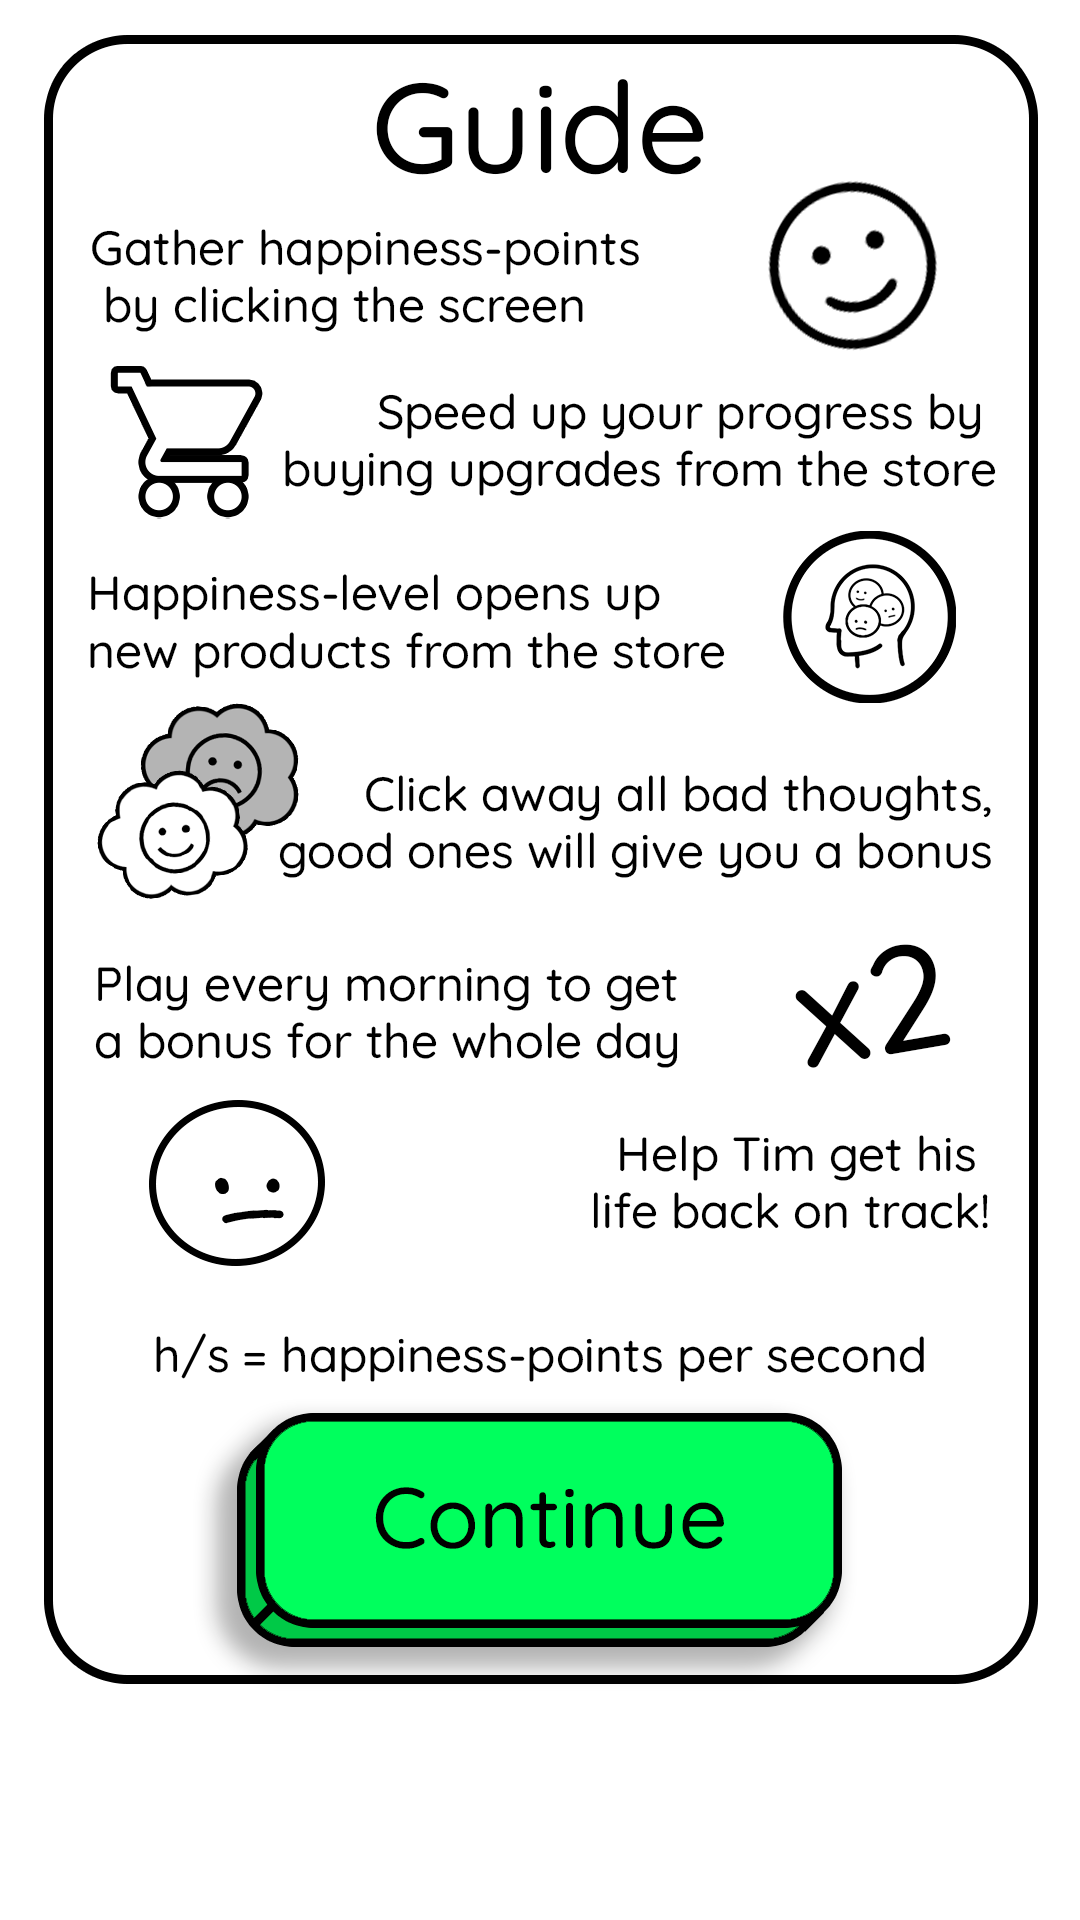 Guide
Gather happiness-points
by clicking the screen
Speed up your progress by
buying upgrades from the store
Happiness-level opens up
new products from the store
Click away all bad thoughts,
good ones will give you a bonus
Play every morning to get
a bonus for the whole day
x2
Help Tim get his
life back on track!
h/s = happiness-points per second
Continue